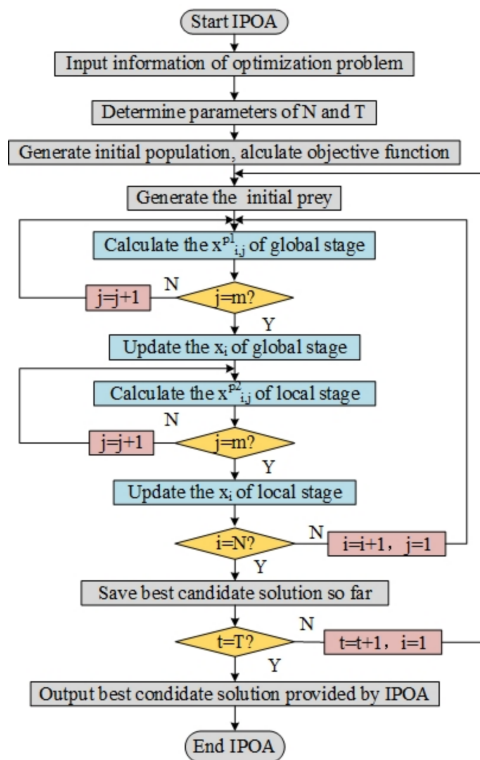 Start IPOA
Input information of optimization problem
Determine parameters of N and T
Generate initial population, alculate objective function
Generate the initial prey
Calculate the x^{p1}_{i,j} of global stage
N
j=j+1
j=m?
Y
Update the x_i of global stage
Calculate the x^{p2}_{i,j} of local stage
N
j=j+1
j=m?
Y
Update the x_i of local stage
i=N?
N
i=i+1, j=1
Y
Save best candidate solution so far
N
t=T?
t=t+1, i=1
Y
Output best condidate solution provided by IPOA
End IPOA